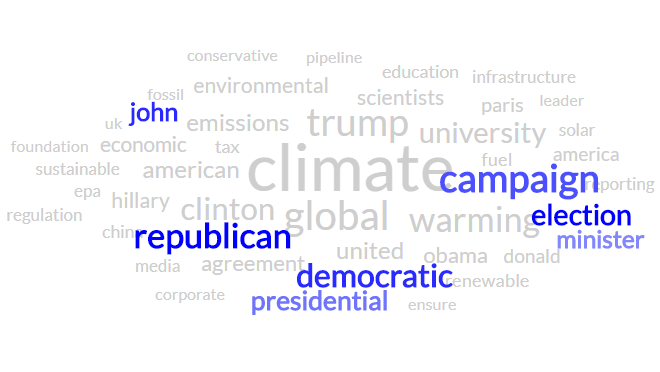 conservative pipeline
education infrastructure
fossil environmental scientists paris leader
john
uk emissions trump university solar
foundation economic tax fuel america
sustainable american climate campaign reporting
epa hillary clinton global warming election
regulation
china republican united obama donald minister
media agreement democratic renewable
corporate presidential ensure